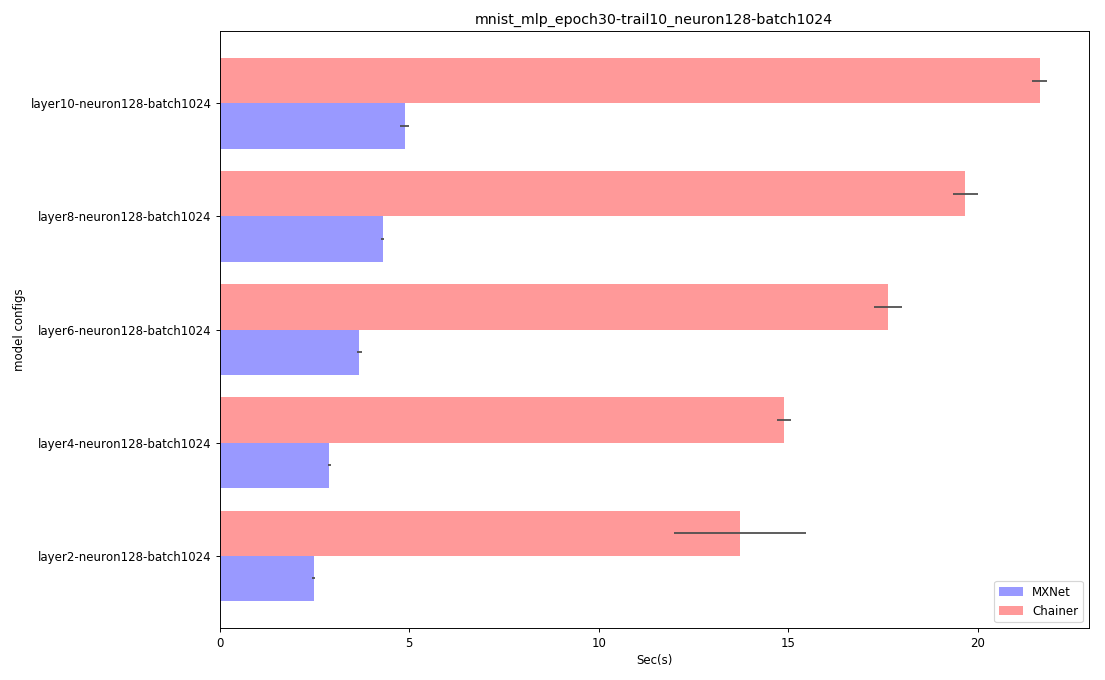 mnist_mlp_epoch30-trail10_neuron128-batch1024
layer10-neuron128-batch1024
layer8-neuron128-batch1024
layer6-neuron128-batch1024
layer4-neuron128-batch1024
layer2-neuron128-batch1024
model configs
MXNet
Chainer
0 5 10 15 20
Sec(s)